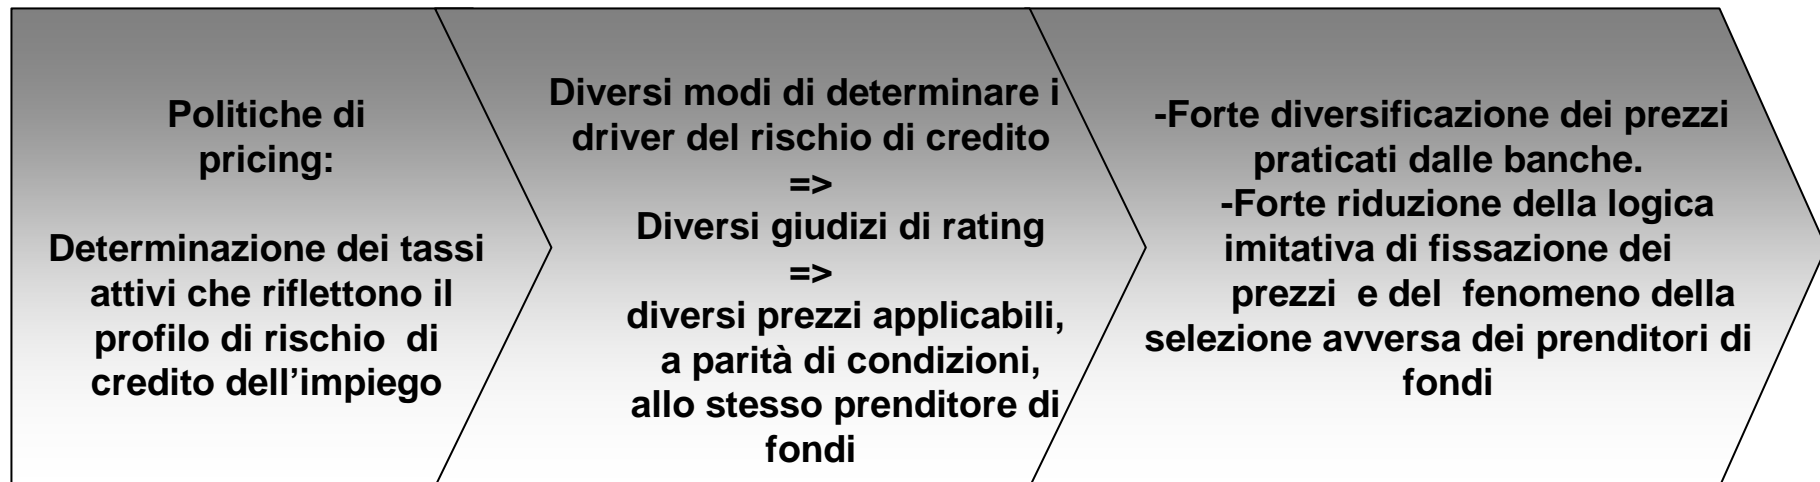 Politiche di
pricing:
Determinazione dei tassi
attivi che riflettono il
profilo di rischio di
credito dell’impiego
Diversi modi di determinare i
driver del rischio di credito
=>
Diversi giudizi di rating
=>
diversi prezzi applicabili,
a parità di condizioni,
allo stesso prenditore di
fondi
-Forte diversificazione dei prezzi
praticati dalle banche.
-Forte riduzione della logica
imitativa di fissazione dei
prezzi e del fenomeno della
selezione avversa dei prenditori di
fondi